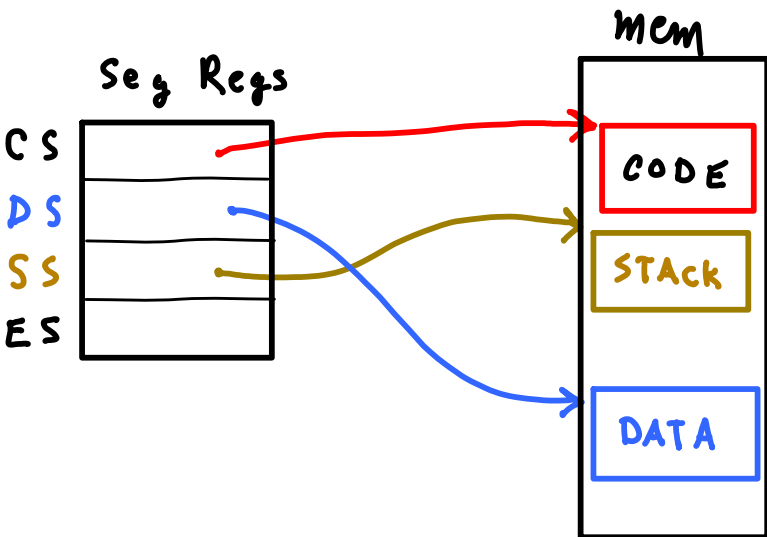 mem
Seg Regs
CS
CODE
DS
SS
STAck
ES
DATA